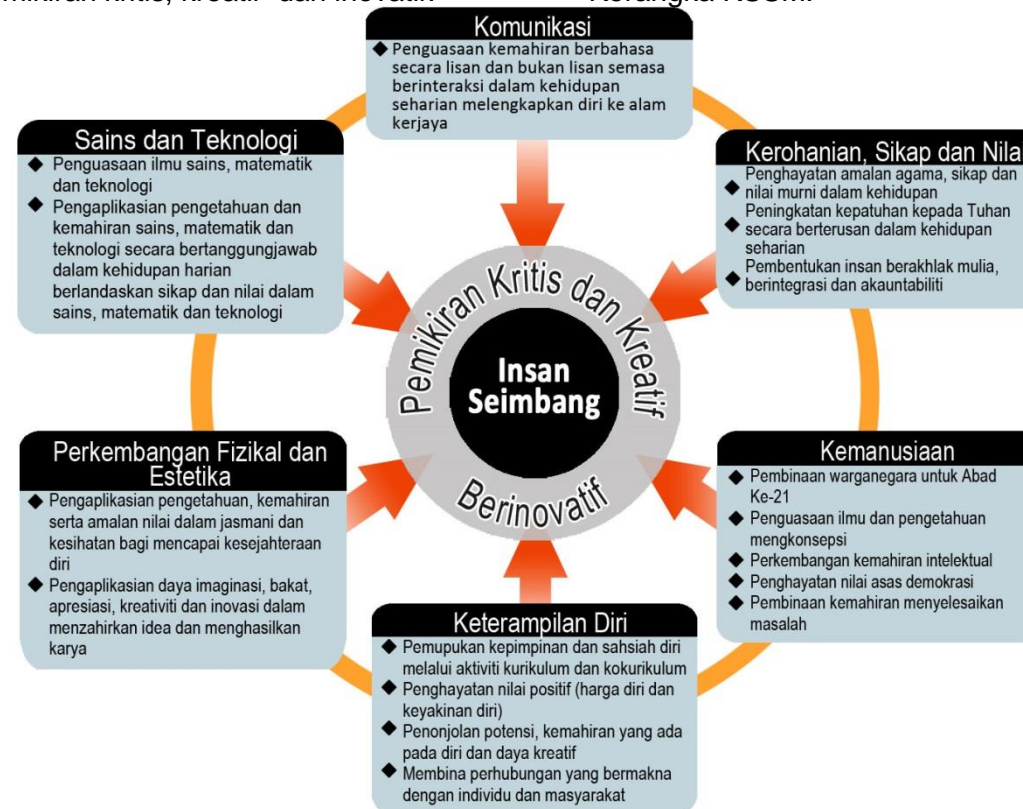 kritis, kreatif dan inovatif
Kerangka KSSM.
Komunikasi
◆ Penguasaan kemahiran berbahasa
secara lisan dan bukan lisan semasa
berinteraksi dalam kehidupan
seharian melengkapkan diri ke alam
kerjaya
Sains dan Teknologi
◆ Penguasaan ilmu sains, matematik
dan teknologi
◆ Pengaplikasian pengetahuan dan
kemahiran sains, matematik dan
teknologi secara bertanggungjawab
dalam kehidupan harian
berlandaskan sikap dan nilai dalam
sains, matematik dan teknologi
Kerohanian, Sikap dan Nilai
Penghayatan amalan agama, sikap dan
◆ nilai murni dalam kehidupan
Peningkatan kepatuhan kepada Tuhan
◆ secara berterusan dalam kehidupan
seharian
◆ Pembentukan insan berakhlak mulia,
berintegrasi dan akauntabiliti
Pemikiran Kritis dan Kreatif
Insan
Seimbang
Berinovatif
Perkembangan Fizikal dan
Estetika
◆ Pengaplikasian pengetahuan, kemahiran
serta amalan nilai dalam jasmani dan
kesihatan bagi mencapai kesejahteraan
diri
◆ Pengaplikasian daya imaginasi, bakat,
apresiasi, kreativiti dan inovasi dalam
menzahirkan idea dan menghasilkan
karya
Kemanusiaan
◆ Pembinaan warganegara untuk Abad
Ke-21
◆ Penguasaan ilmu dan pengetahuan
mengkonsepsi
◆ Perkembangan kemahiran intelektual
◆ Penghayatan nilai asas demokrasi
◆ Pembinaan kemahiran menyelesaikan
masalah
Keterampilan Diri
◆ Pemupukan kepimpinan dan sahsiah diri
melalui aktiviti kurikulum dan kokurikulum
◆ Penghayatan nilai positif (harga diri dan
keyakinan diri)
◆ Penonjolan potensi, kemahiran yang ada
pada diri dan daya kreatif
◆ Membina perhubungan yang bermakna
dengan individu dan masyarakat